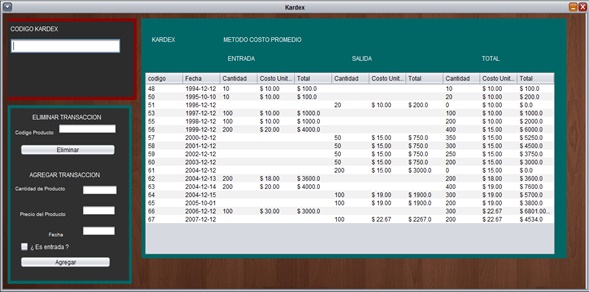 Kardex
CODIGO KARDEX
ELIMINAR TRANSACCION
Codigo Producto
Eliminar
AGREGAR TRANSACCION
Cantidad de Producto
Precio del Producto
Fecha
¿ Es entrada ?
Agregar
KARDEX METODO COSTO PROMEDIO
ENTRADA SALIDA TOTAL
codigo Fecha Cantidad Costo Unit... Total Cantidad Costo Unit... Total Cantidad Costo Unit... Total
48 1994-12-12 10 $ 10.00 $ 100.0 10 $ 10.00 $ 100.0
50 1995-10-10 10 $ 10.00 $ 100.0 20 $ 10.00 $ 200.0
51 1996-12-12 20 $ 10.00 $ 200.0 0 $ 10.00 $ 0.0
53 1997-12-12 100 $ 10.00 $ 1000.0 100 $ 10.00 $ 1000.0
55 1998-12-12 100 $ 10.00 $ 1000.0 200 $ 10.00 $ 2000.0
56 1999-12-12 200 $ 20.00 $ 4000.0 400 $ 15.00 $ 6000.0
57 2000-12-12 50 $ 15.00 $ 750.0 350 $ 15.00 $ 5250.0
58 2001-12-12 50 $ 15.00 $ 750.0 300 $ 15.00 $ 4500.0
59 2002-12-12 50 $ 15.00 $ 750.0 250 $ 15.00 $ 3750.0
60 2003-12-12 50 $ 15.00 $ 750.0 200 $ 15.00 $ 3000.0
61 2004-12-12 200 $ 15.00 $ 3000.0 0 $ 15.00 $ 0.0
62 2004-12-13 200 $ 18.00 $ 3600.0 200 $ 18.00 $ 3600.0
63 2004-12-14 200 $ 20.00 $ 4000.0 400 $ 19.00 $ 7600.0
64 2004-12-15 100 $ 19.00 $ 1900.0 300 $ 19.00 $ 5700.0
65 2005-10-01 100 $ 19.00 $ 1900.0 200 $ 19.00 $ 3800.0
66 2006-12-12 100 $ 30.00 $ 3000.0 300 $ 22.67 $ 6801.00...
67 2007-12-12 100 $ 22.67 $ 2267.0 200 $ 22.67 $ 4534.0